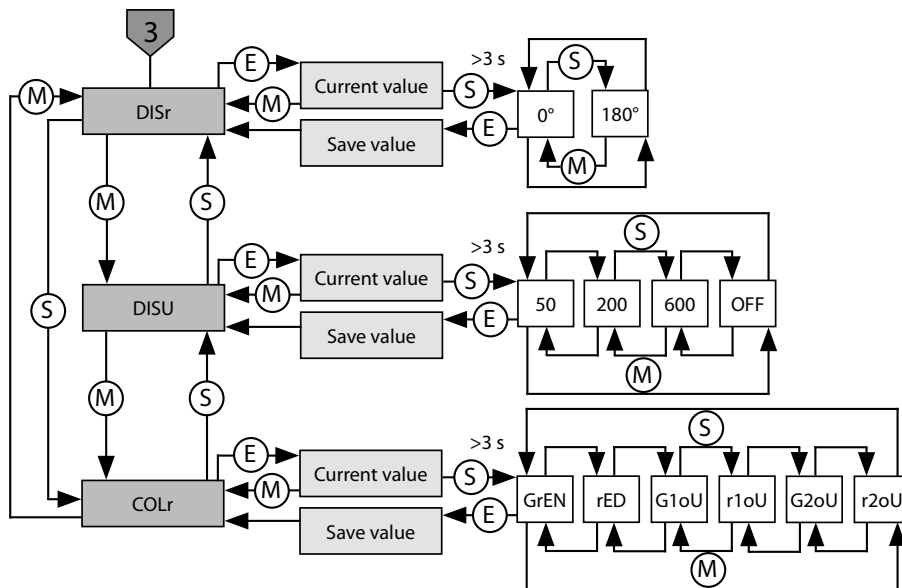 3
E
>3 s
M
Current value
S
S
DISr
M
0°
180°
Save value
E
M
M
S
E
>3 s
S
Current value
S
M
S
DISU
50
200
600
OFF
Save value
E
M
M
S
>3 s
S
E
Current value
S
M
COLr
GrEN
rED
G1oU
r1oU
G2oU
r2oU
Save value
E
M